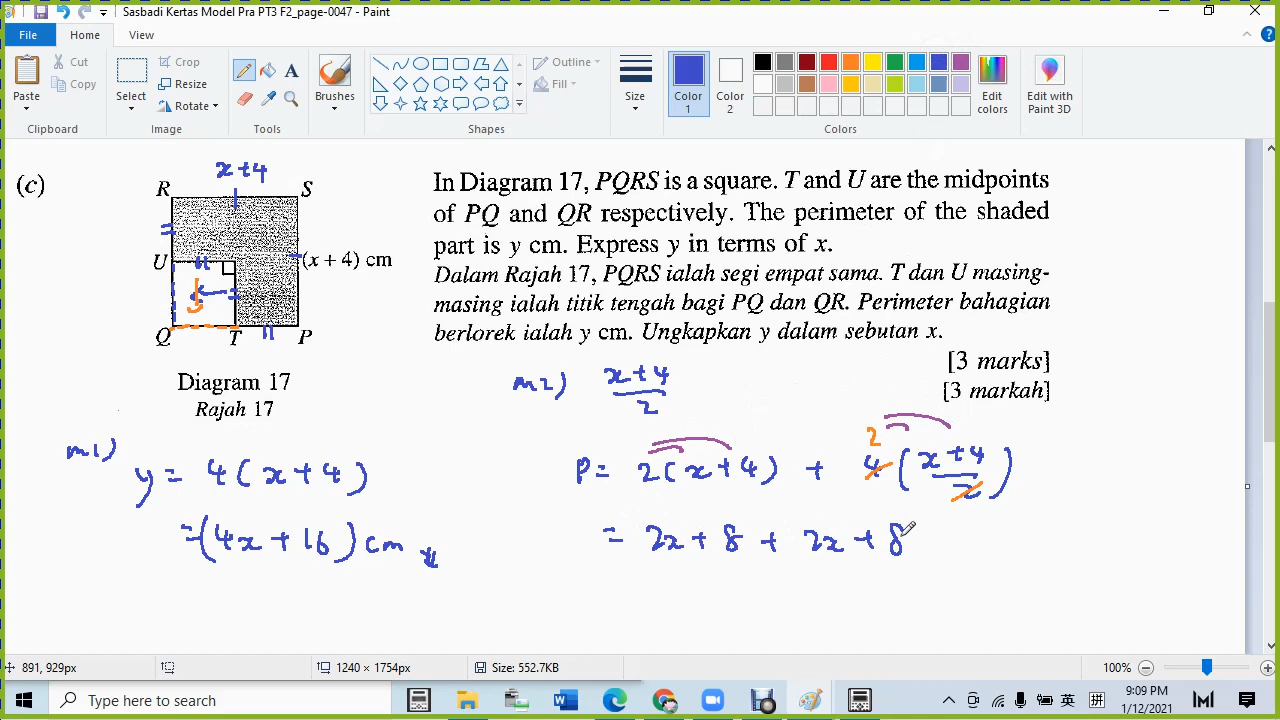 Sasbadi Kertas Model Pra PT3 F2_page-0047 - Paint
File Home View
Paste
Cut
Copy
Clipboard
Select
Crop
Resize
Rotate
Image
A
Tools
Brushes
Shapes
Outline
Fill
Size
Color 1
Color 2
Edit colors
Colors
Edit with Paint 3D
(c)
x+4
R S
U (x + 4) cm
Q T P
Diagram 17
Rajah 17
In Diagram 17, PQRS is a square. T and U are the midpoints
of PQ and QR respectively. The perimeter of the shaded
part is y cm. Express y in terms of x.
Dalam Rajah 17, PQRS ialah segi empat sama. T dan U masing-
masing ialah titik tengah bagi PQ dan QR. Perimeter bahagian
berlorek ialah y cm. Ungkapkan y dalam sebutan x.
[3 marks]
[3 markah]
m1)
y = 4(x+4)
=(4x+16)cm
m2) x+4
2
2
P = 2(x+4) + 4(x+4
2)
= 2x+8 + 2x+8
891, 929px
1240 × 1754px
Size: 552.7KB
100%
Type here to search
英
拼
9:09 PM
1/12/2021